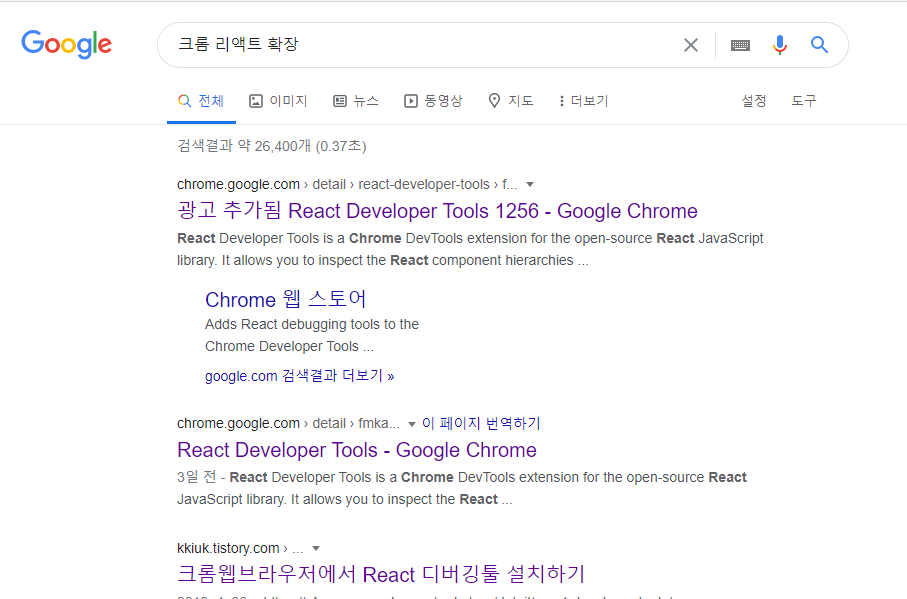 Google
크롬 리액트 확장
전체 이미지 뉴스 동영상 지도 더보기 설정 도구
검색결과 약 26,400개 (0.37초)
chrome.google.com › detail › react-developer-tools › f...
광고 추가됨 React Developer Tools 1256 - Google Chrome
React Developer Tools is a Chrome DevTools extension for the open-source React JavaScript
library. It allows you to inspect the React component hierarchies ...
Chrome 웹 스토어
Adds React debugging tools to the
Chrome Developer Tools ...
google.com 검색결과 더보기 »
chrome.google.com › detail › fmka... 이 페이지 번역하기
React Developer Tools - Google Chrome
3일 전 - React Developer Tools is a Chrome DevTools extension for the open-source React
JavaScript library. It allows you to inspect the React ...
kkiuk.tistory.com › ...
크롬웹브라우저에서 React 디버깅툴 설치하기